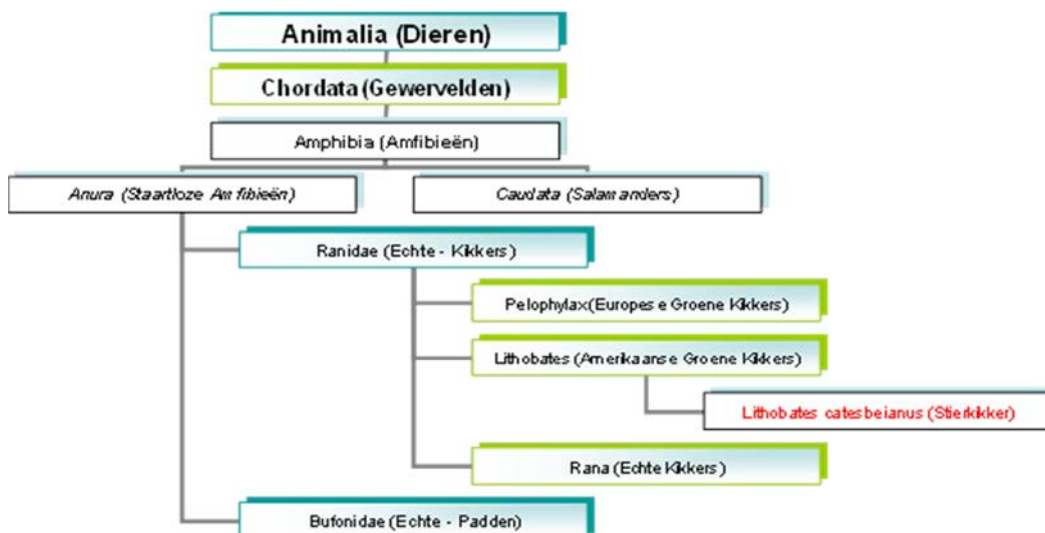 Animalia (Dieren)
Chordata (Gewervelden)
Amphibia (Amfibieën)
Anura (Staartloze Amfibieën)
Caudata (Salamanders)
Ranidae (Echte - Kikkers)
Pelophylax(Europese Groene Kikkers)
Lithobates (Amerikaanse Groene Kikkers)
Lithobates catesbeianus (Stierkikker)
Rana (Echte Kikkers)
Bufonidae (Echte - Padden)